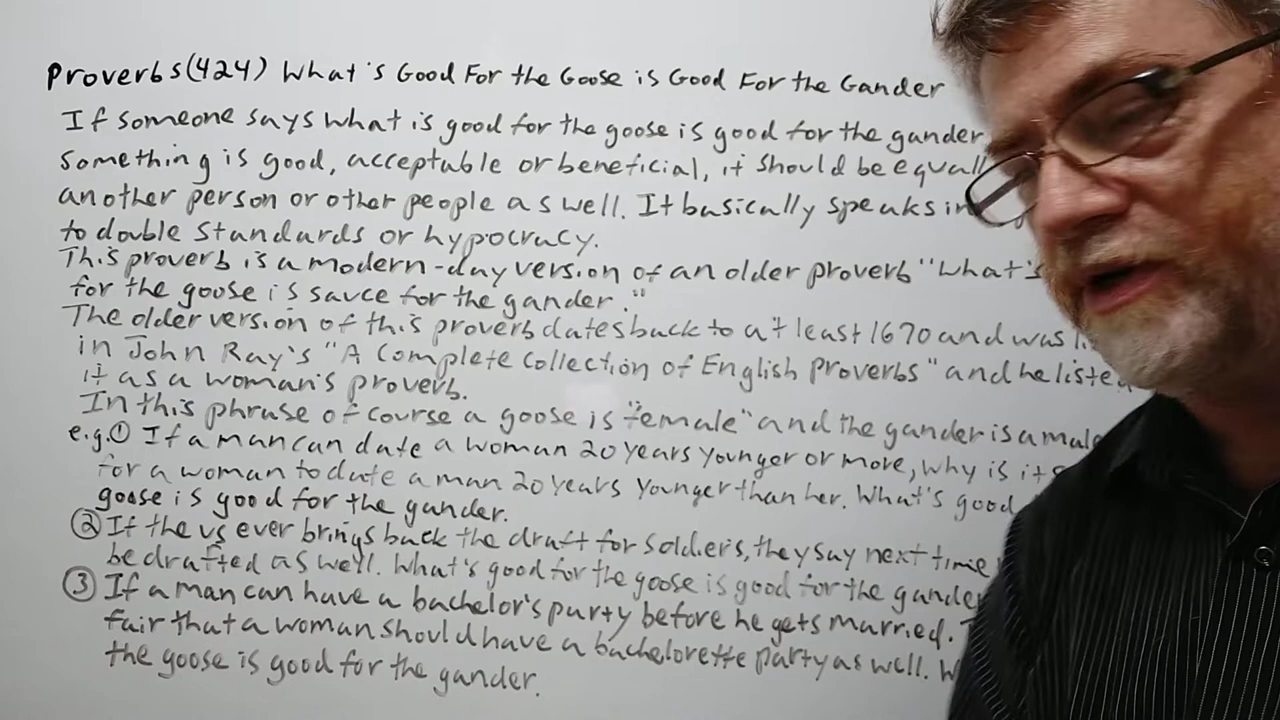 Proverbs(424) What's Good For the Goose is Good For the Gander
If someone says what is good for the goose is good for the gander
something is good, acceptable or beneficial, it should be equall
another person or other people as well. It basically speaks in
to double standards or hypocracy.
This proverb is a modern-day version of an older proverb "what's
for the goose is sauce for the gander."
The older version of this proverb dates back to at least 1670 and was li
in John Ray's "A Complete Collection of English Proverbs" and he liste
it as a woman's proverb.
In this phrase of course a goose is "female" and the gander is a male
e.g.① If a man can date a woman 20 years younger or more, why is it
for a woman to date a man 20 years younger than her. What's good
goose is good for the gander.
② If the US ever brings back the draft for soldiers, they say next time
be drafted as well. What's good for the goose is good for the gander
③ If a man can have a bachelor's party before he gets married.
fair that a woman should have a bachelorette party as well. W
the goose is good for the gander.